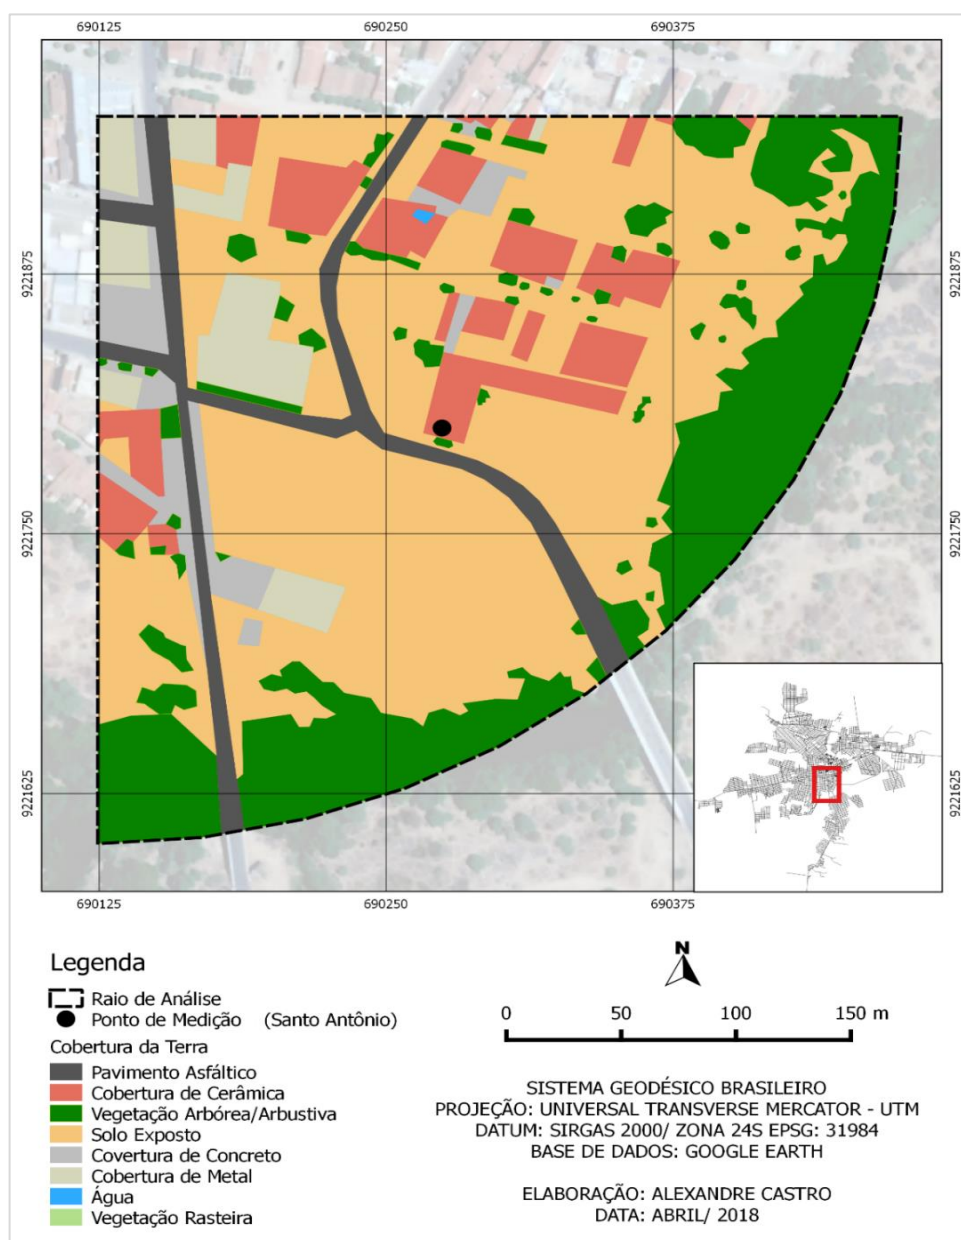 690125 690250 690375
9221875 9221875
9221750 9221750
9221625 9221625
690125 690250 690375
Legenda
Raio de Análise
Ponto de Medição (Santo Antônio)
Cobertura da Terra
Pavimento Asfáltico
Cobertura de Cerâmica
Vegetação Arbórea/Arbustiva
Solo Exposto
Covertura de Concreto
Cobertura de Metal
Água
Vegetação Rasteira
N
0 50 100 150 m
SISTEMA GEODÉSICO BRASILEIRO
PROJEÇÃO: UNIVERSAL TRANSVERSE MERCATOR - UTM
DATUM: SIRGAS 2000/ ZONA 24S EPSG: 31984
BASE DE DADOS: GOOGLE EARTH
ELABORAÇÃO: ALEXANDRE CASTRO
DATA: ABRIL/ 2018